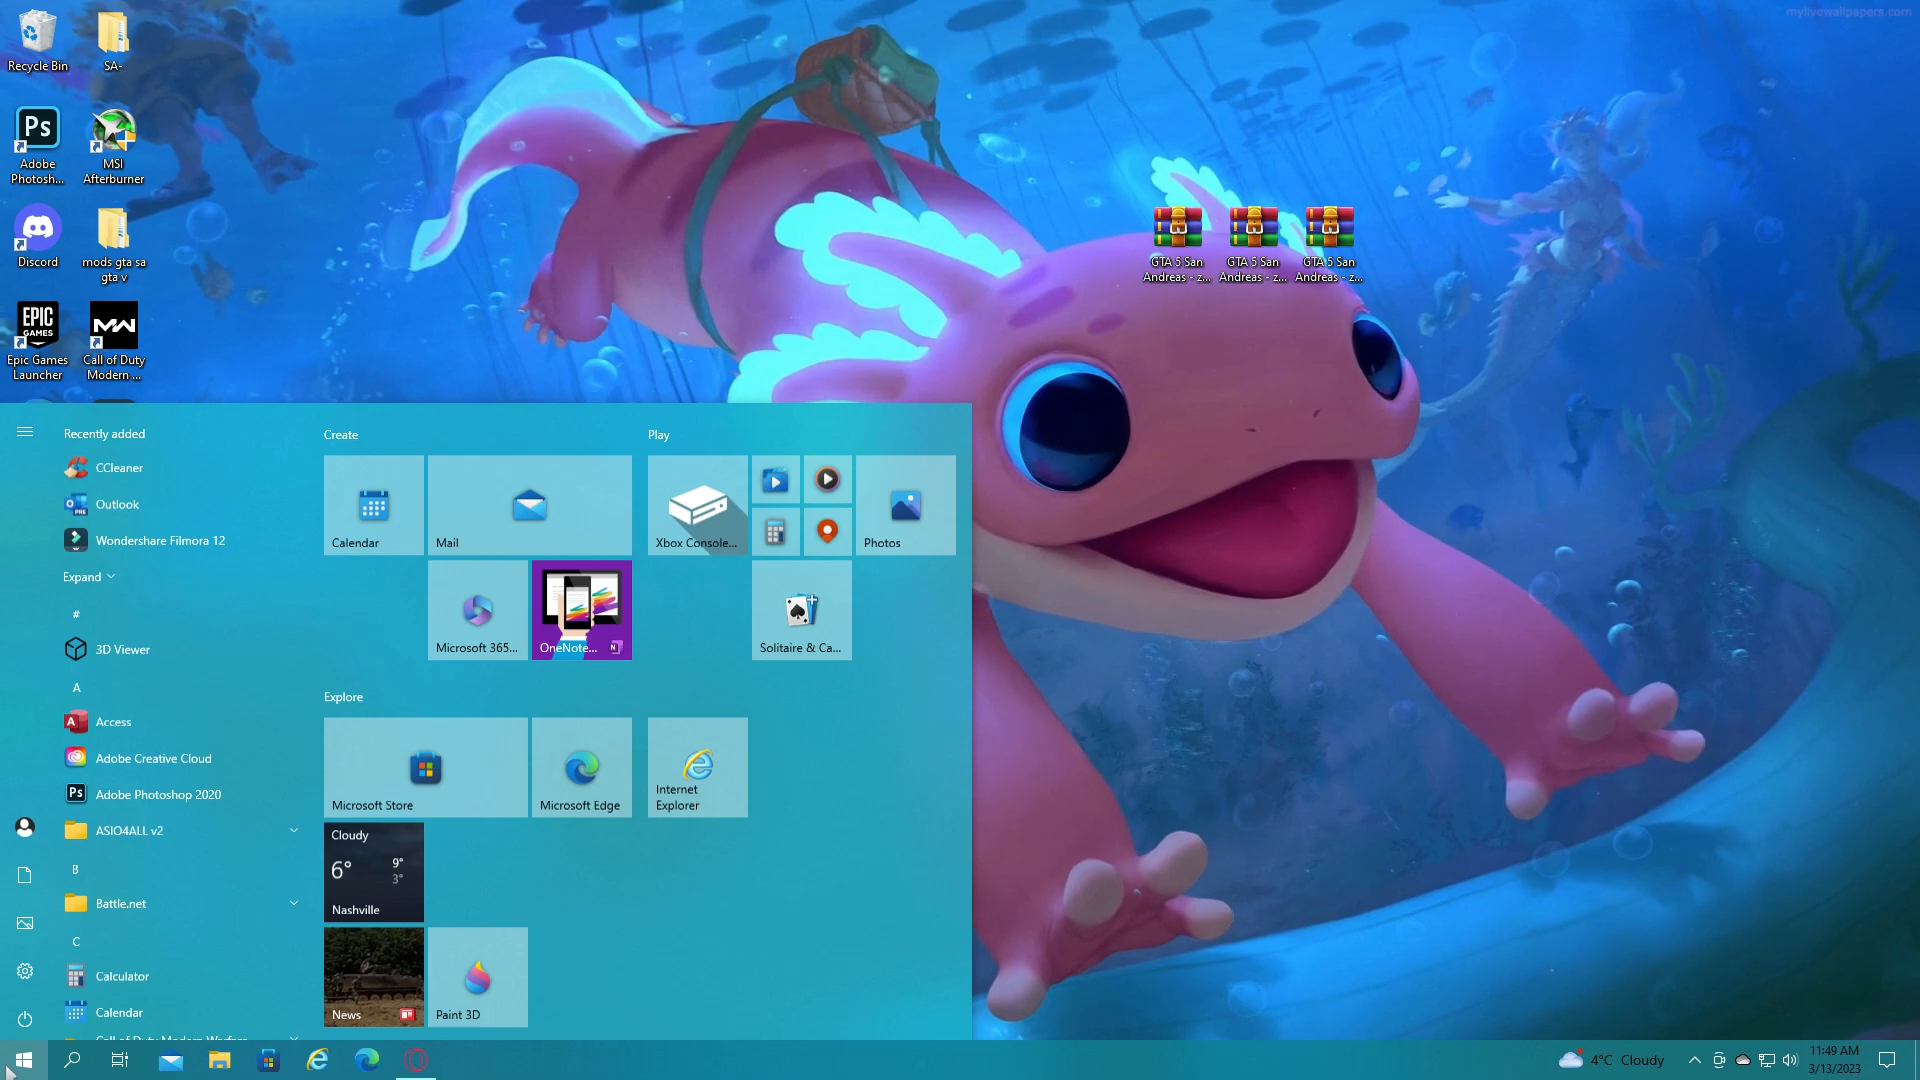 mylivewallpapers.com
Recycle Bin
SA-
Ps
Adobe
Photosh...
MSI
Afterburner
Discord
mods gta sa
gta v
EPIC
GAMES
Epic Games
Launcher
MW
Call of Duty
Modern ...
GTA 5 San
Andreas - z...
GTA 5 San
Andreas - z...
GTA 5 San
Andreas - z...
Recently added
CCleaner
Outlook
Wondershare Filmora 12
Expand
#
3D Viewer
A
Access
Adobe Creative Cloud
Ps
Adobe Photoshop 2020
ASIO4ALL v2
B
Battle.net
C
Calculator
Calendar
Call of Duty Modern Warfare
Create
Calendar
Mail
Microsoft 365...
OneNote...
Play
Xbox Console...
Photos
Solitaire & Ca...
Explore
Microsoft Store
Microsoft Edge
Internet
Explorer
Cloudy
6°
9°
3°
Nashville
News
Paint 3D
4°C Cloudy
11:49 AM
3/13/2023